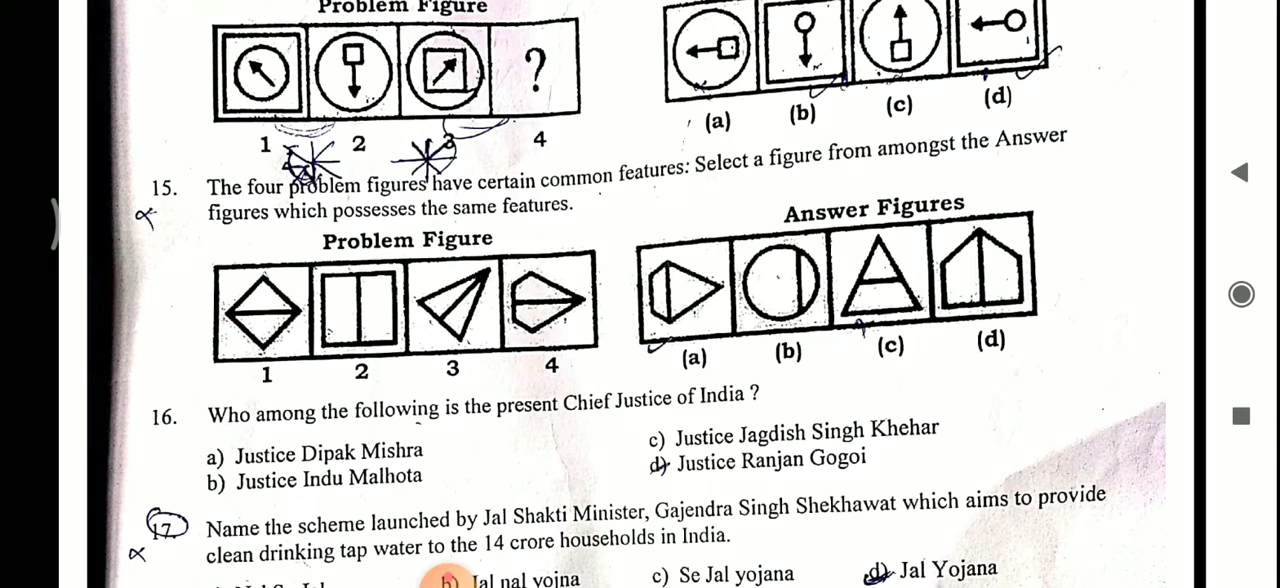 Problem Figure
?
1 2 3 4
(a) (b) (c) (d)
15. The four problem figures have certain common features: Select a figure from amongst the Answer
figures which possesses the same features.
Problem Figure
Answer Figures
1 2 3 4
(a) (b) (c) (d)
16. Who among the following is the present Chief Justice of India ?
a) Justice Dipak Mishra
b) Justice Indu Malhota
c) Justice Jagdish Singh Khehar
d) Justice Ranjan Gogoi
17 Name the scheme launched by Jal Shakti Minister, Gajendra Singh Shekhawat which aims to provide
clean drinking tap water to the 14 crore households in India.
b) Jal nal yojna
c) Se Jal yojana
d) Jal Yojana